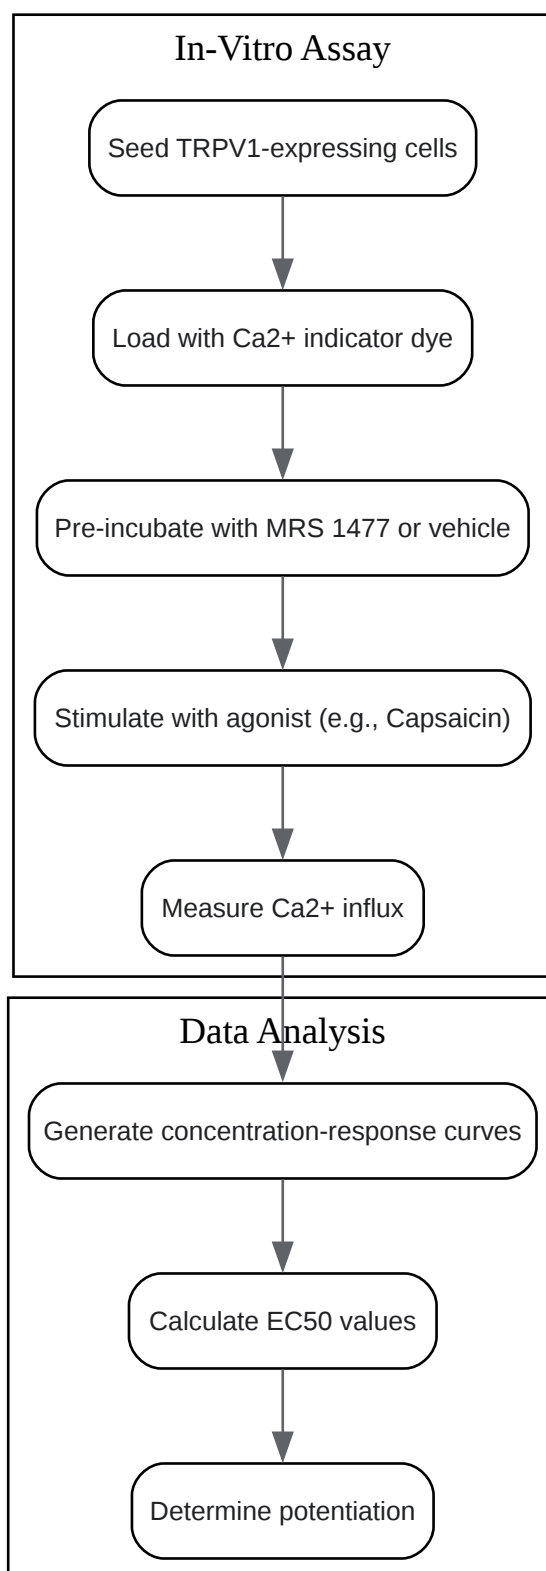 In-Vitro Assay
Seed TRPV1-expressing cells
Load with Ca2+ indicator dye
Pre-incubate with MRS 1477 or vehicle
Stimulate with agonist (e.g., Capsaicin)
Measure Ca2+ influx
Data Analysis
Generate concentration-response curves
Calculate EC50 values
Determine potentiation